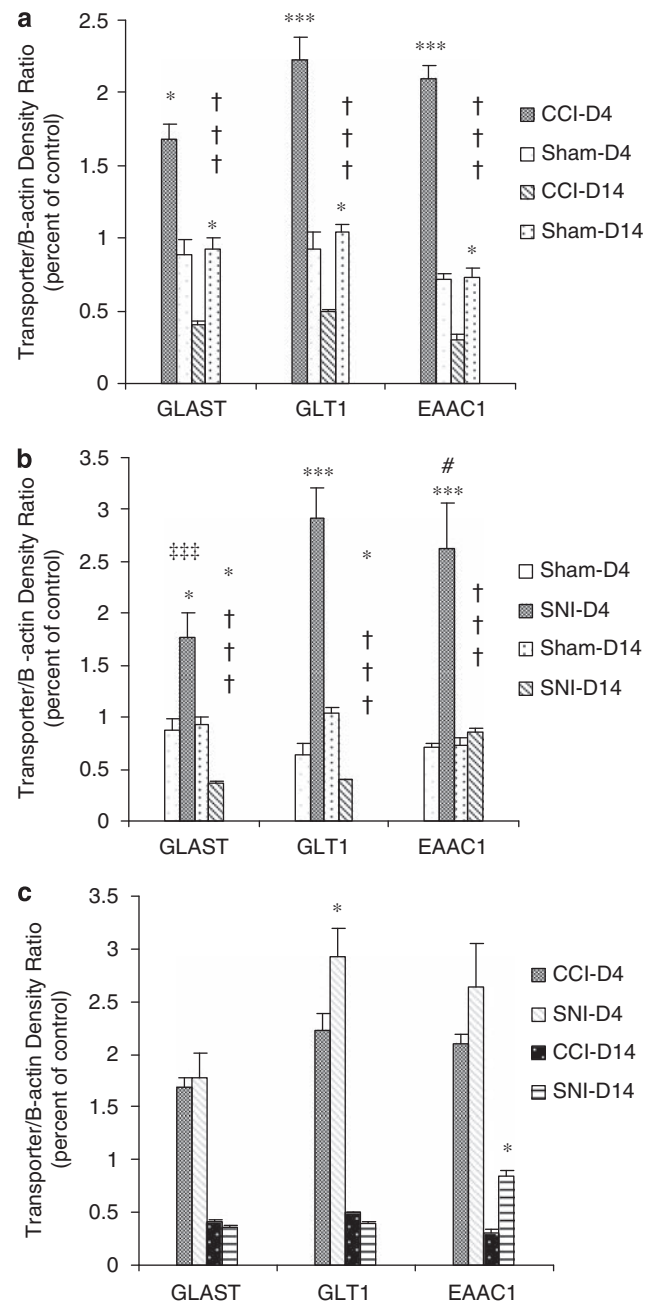 a
Transporter/B-actin Density Ratio
(percent of control)
2.5
2
1.5
1
0.5
0
*
†
†
†
*
***
†
†
†
*
***
†
†
†
*
GLAST
GLT1
EAAC1
CCI-D4
Sham-D4
CCI-D14
Sham-D14
b
Transporter/B -actin Density Ratio
(percent of control)
3.5
3
2.5
2
1.5
1
0.5
0
‡‡‡
*
*
†
†
†
***
*
†
†
†
#
***
†
†
†
GLAST
GLT1
EAAC1
Sham-D4
SNI-D4
Sham-D14
SNI-D14
c
Transporter/B-actin Density Ratio
(percent of control)
3.5
3
2.5
2
1.5
1
0.5
0
*
*
GLAST
GLT1
EAAC1
CCI-D4
SNI-D4
CCI-D14
SNI-D14